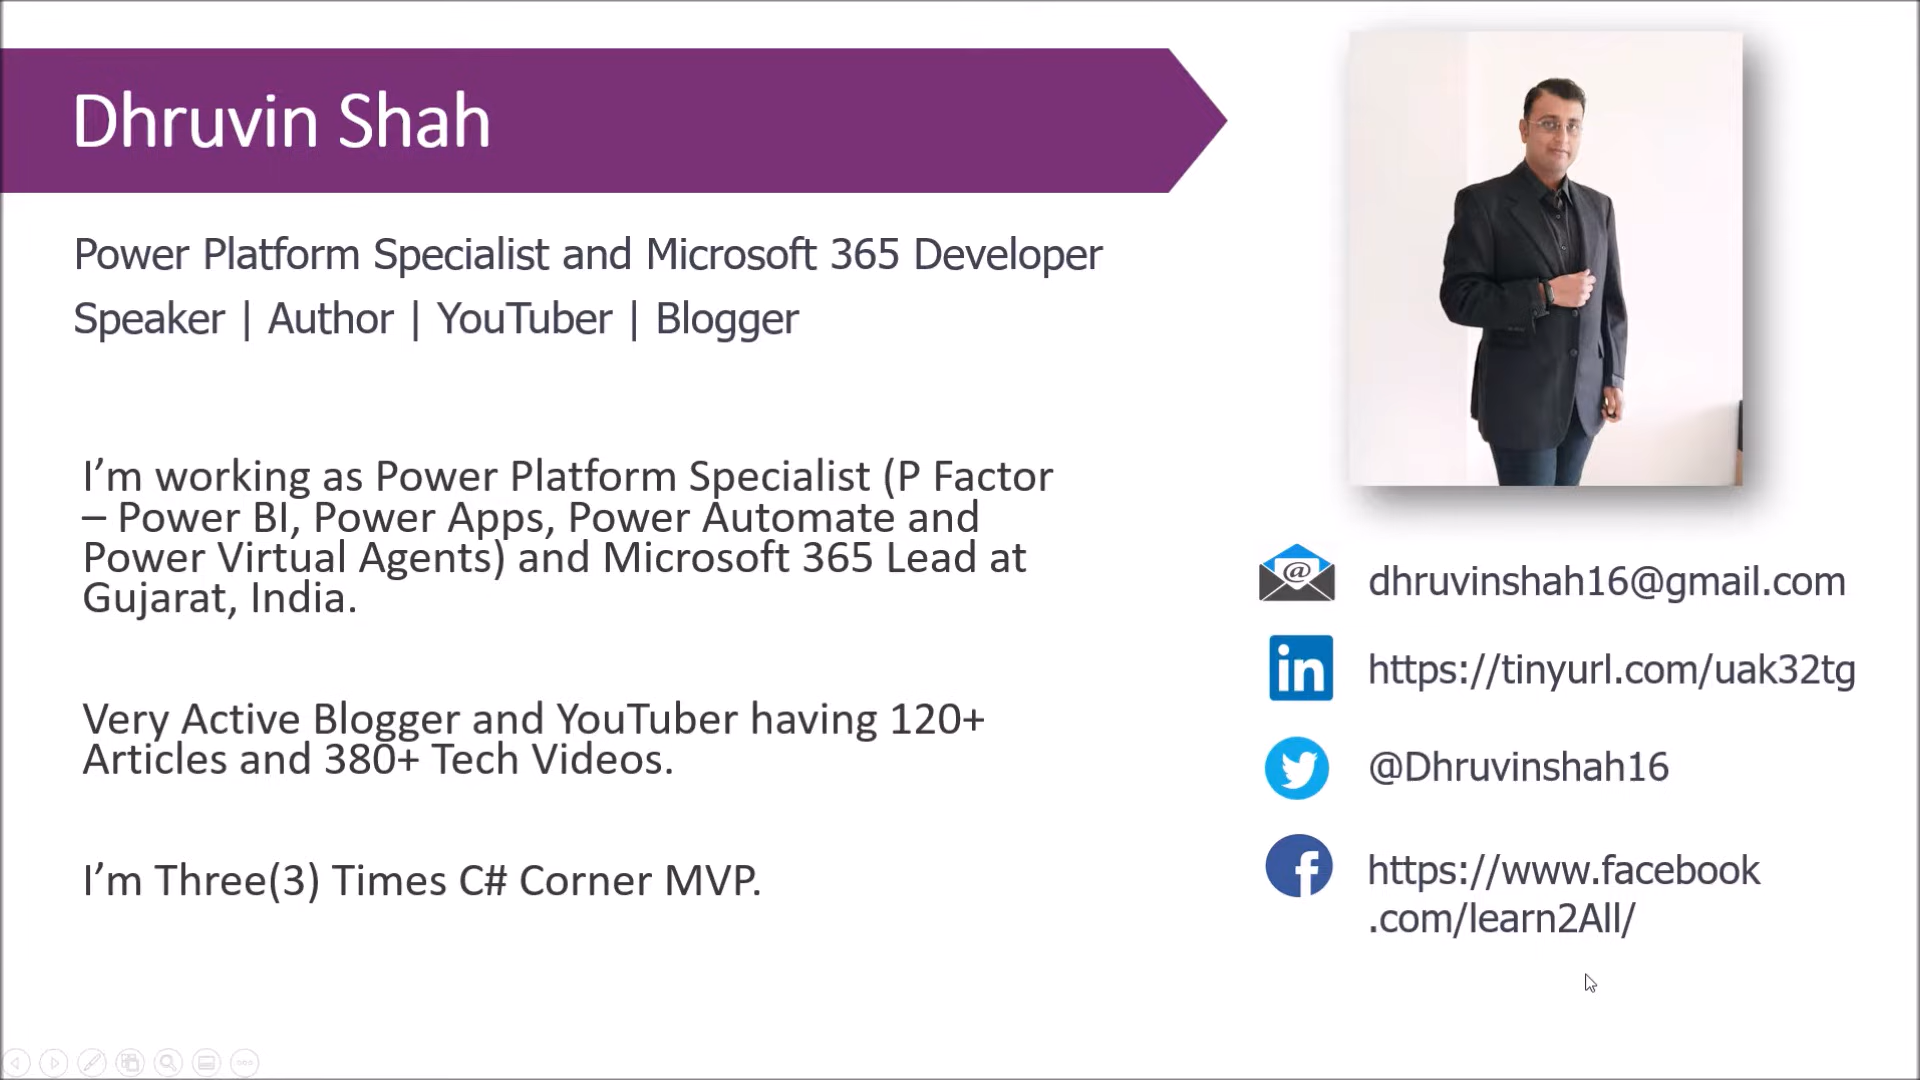 Dhruvin Shah
Power Platform Specialist and Microsoft 365 Developer
Speaker | Author | YouTuber | Blogger
I’m working as Power Platform Specialist (P Factor
– Power BI, Power Apps, Power Automate and
Power Virtual Agents) and Microsoft 365 Lead at
Gujarat, India.
Very Active Blogger and YouTuber having 120+
Articles and 380+ Tech Videos.
I’m Three(3) Times C# Corner MVP.
@
dhruvinshah16@gmail.com
in
https://tinyurl.com/uak32tg
@Dhruvinshah16
f
https://www.facebook
.com/learn2All/